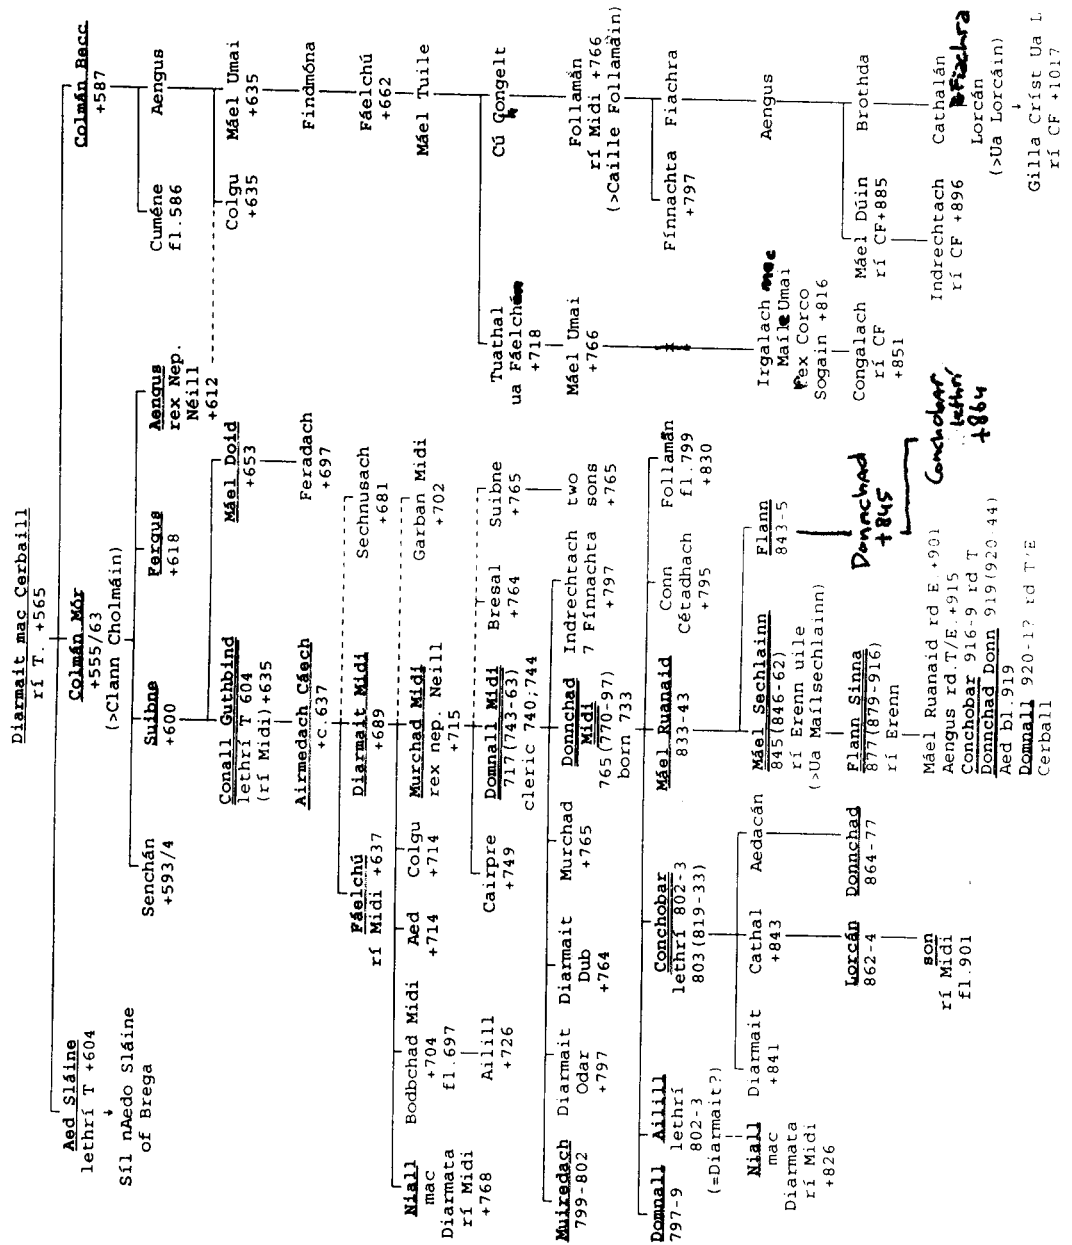 Diarmait mac Cerbaill
rí T. +565
Aed Sláine
lethrí T +604
Síl nAedo Sláine
of Brega
Colmán Mór
+555/63
(>Clann Cholmáin)
Colmán Becc
+587
Senchán
+593/4
Suibne
+600
Fergus
+618
Aengus
rex Nep.
Néill
+612
Cuméne
fl.586
Aengus
Conall Guthbind
lethrí T 604
(rí Midi)+635
Máel Doid
+653
Colgu
+635
Máel Umai
+635
Airmedach Cáech
+c.637
Feradach
+697
Findmóna
Fáelchú
rí Midi +637
Diarmait Midi
+689
Sechnusach
+681
Fáelchú
+662
Niall
mac
Diarmata
rí Midi
+768
Bodbchad Midi
+704
fl.697
Aed
+714
Colgu
+714
Murchad Midi
rex nep. Neill
+715
Garban Midi
+702
Máel Tuile
Ailill
+726
Cairpre
+749
Domnall Midi
717(743-63)
cleric 740;744
Bresal
+764
Suibne
+765
Tuathal
ua Fáelchón
+718
Cú Congelt
Muiredach
799-802
Diarmait
Odar
+797
Diarmait
Dub
+764
Murchad
+765
Donnchad
Midi
765(770-97)
born 733
Indrechtach
7 Fínnachta
+797
two
sons
+765
Máel Umai
+766
Follamán
rí Midi +766
(>Caille Follamáin)
Domnall
797-9
Ailill
lethrí
802-3
(=Diarmait?)
Conchobar
lethrí 802-3
803(819-33)
Máel Ruanaid
833-43
Conn
Cétadhach
+795
Follamán
fl.799
+830
Fínnachta
+797
Fiachra
Niall
mac
Diarmata
rí Midi
+826
Diarmait
+841
Cathal
+843
Aedacán
Máel Sechlainn
845(846-62)
rí Erenn uile
(>Ua Mailsechlainn)
Flann
843-5
Irgalach mac
Maíle Umai
rex Corco
Sogain +816
Aengus
Lorcán
862-4
Donnchad
864-77
Flann Sinna
877(879-916)
rí Erenn
Donnchad
+845
Congalach
rí CF
+851
Máel Dúin
rí CF+885
Brothda
son
rí Midi
fl.901
Máel Ruanaid rd E +901
Aengus rd T/E.+915
Conchobar 916-9 rd T
Donnchad Donn 919(920-44)
Aed bl.919
Domnall 920-1? rd T E
Cerball
Conchobar
lethrí
+864
Indrechtach
rí CF +896
Cathalán
Fiachra
Lorcán
(>Ua Lorcáin)
Gilla Críst Ua L
rí CF +1017